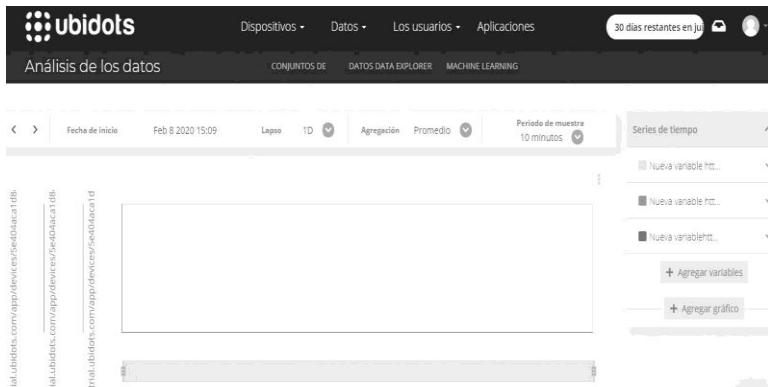 ubidots
Dispositivos
Datos
Los usuarios
Aplicaciones
30 días restantes en jui
Análisis de los datos
CONJUNTOS DE
DATOS DATA EXPLORER
MACHINE LEARNING
Fecha de inicio
Feb 8 2020 15:09
Lapso
1D
Agregación
Promedio
Periodo de muestra
10 minutos
Series de tiempo
Nueva variable htt...
Nueva variable htt...
Nueva variablehtt...
+ Agregar variables
+ Agregar gráfico
ial.ubidots.com/app/devices/5e404aca1d8·
ial.ubidots.com/app/devices/5e404aca1d8·
trial.ubidots.com/app/devices/5e404aca1d